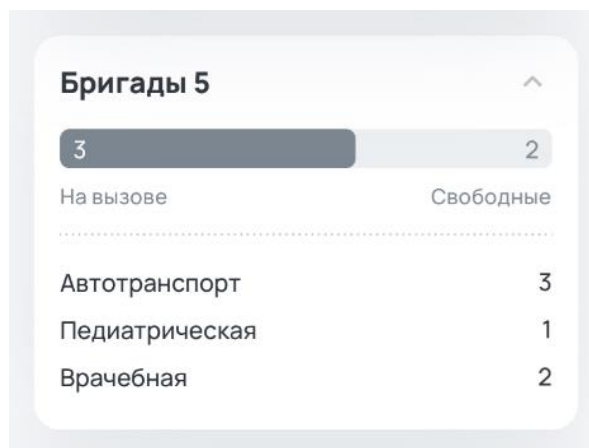 Бригады 5
3 2
На вызове Свободные
Автотранспорт 3
Педиатрическая 1
Врачебная 2